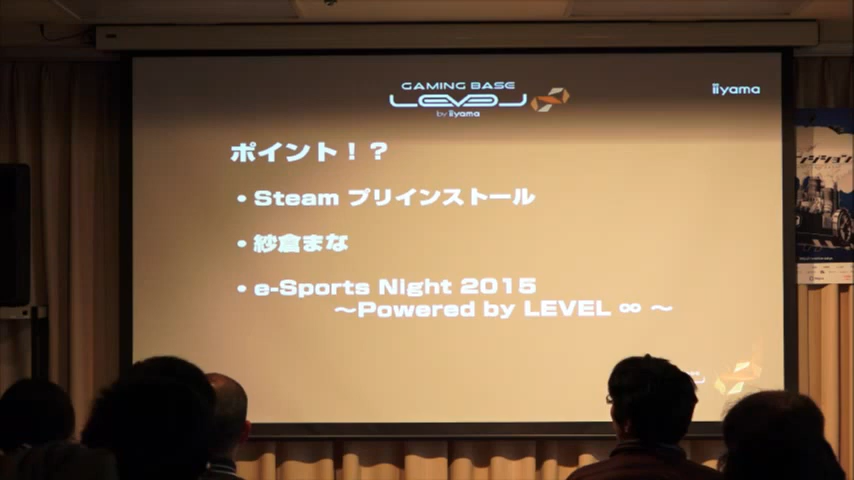 GAMING BASE
LEVEL
by iiyama
iiyama
ポイント！？
・Steam プリインストール
・紗倉まな
・e-Sports Night 2015
～Powered by LEVEL ∞ ～